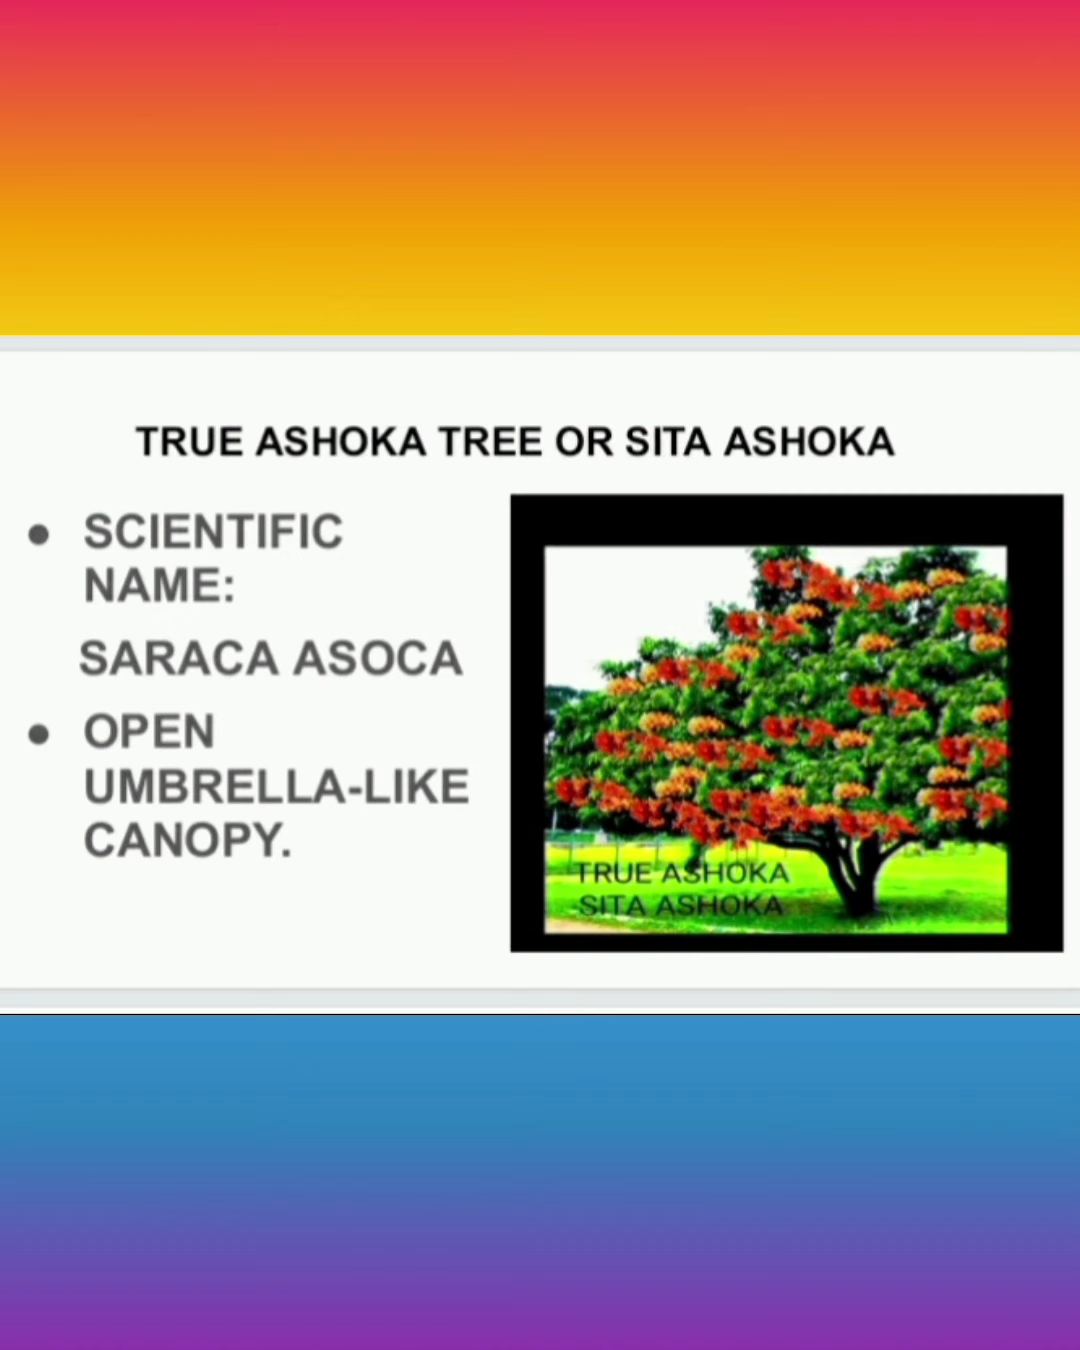 TRUE ASHOKA TREE OR SITA ASHOKA
● SCIENTIFIC
NAME:
SARACA ASOCA
● OPEN
UMBRELLA-LIKE
CANOPY.
TRUE ASHOKA
SITA ASHOKA